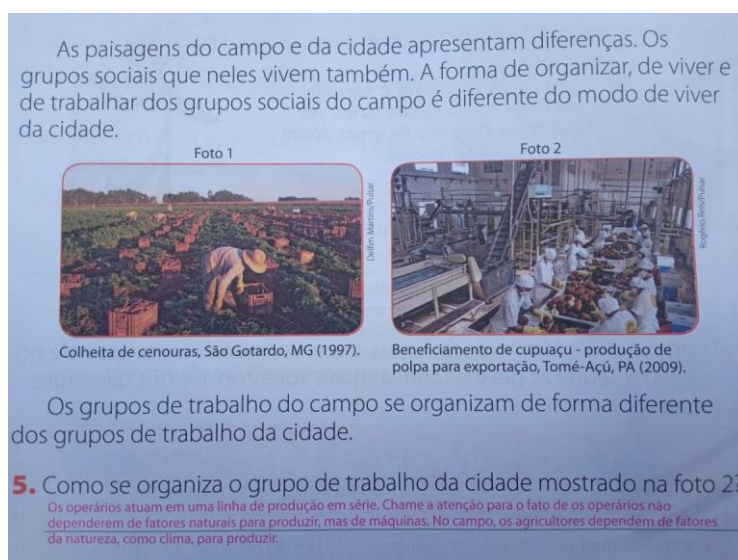 As paisagens do campo e da cidade apresentam diferenças. Os
grupos sociais que neles vivem também. A forma de organizar, de viver e
de trabalhar dos grupos sociais do campo é diferente do modo de viver
da cidade.
Foto 1
Delfim Martins/Pulsar
Colheita de cenouras, São Gotardo, MG (1997).
Foto 2
Rogério Reis/Pulsar
Beneficiamento de cupuaçu - produção de
polpa para exportação, Tomé-Açú, PA (2009).
Os grupos de trabalho do campo se organizam de forma diferente
dos grupos de trabalho da cidade.
5. Como se organiza o grupo de trabalho da cidade mostrado na foto 2?
Os operários atuam em uma linha de produção em série. Chame a atenção para o fato de os operários não
dependerem de fatores naturais para produzir, mas de máquinas. No campo, os agricultores dependem de fatores
da natureza, como clima, para produzir.